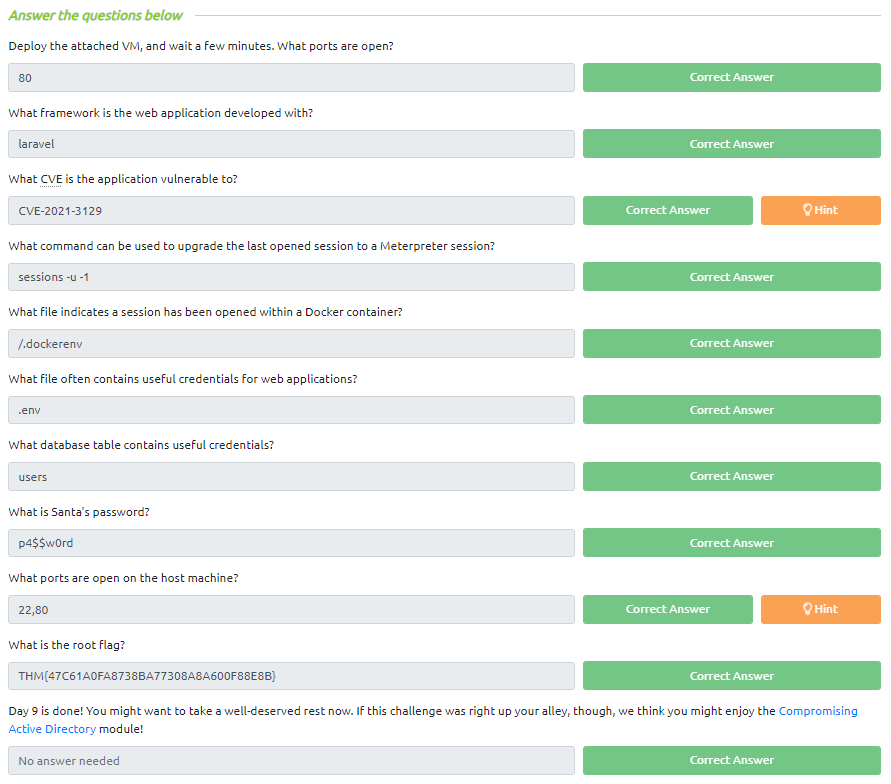 Answer the questions below
Deploy the attached VM, and wait a few minutes. What ports are open?
80
Correct Answer
What framework is the web application developed with?
laravel
Correct Answer
What CVE is the application vulnerable to?
CVE-2021-3129
Correct Answer
Hint
What command can be used to upgrade the last opened session to a Meterpreter session?
sessions -u -1
Correct Answer
What file indicates a session has been opened within a Docker container?
/.dockerenv
Correct Answer
What file often contains useful credentials for web applications?
.env
Correct Answer
What database table contains useful credentials?
users
Correct Answer
What is Santa's password?
p4$$w0rd
Correct Answer
What ports are open on the host machine?
22,80
Correct Answer
Hint
What is the root flag?
THM{47C61A0FA8738BA77308A8A600F88E8B}
Correct Answer
Day 9 is done! You might want to take a well-deserved rest now. If this challenge was right up your alley, though, we think you might enjoy the Compromising
Active Directory module!
No answer needed
Correct Answer